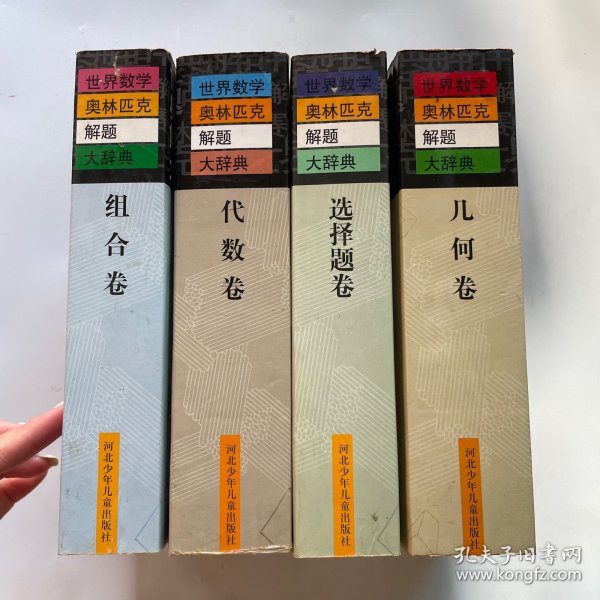 世界数学
奥林匹克
解题
大辞典
组合卷
河北少年儿童出版社
世界数学
奥林匹克
解题
大辞典
代数卷
河北少年儿童出版社
世界数学
奥林匹克
解题
大辞典
选择题卷
河北少年儿童出版社
世界数学
奥林匹克
解题
大辞典
几何卷
河北少年儿童出版社
孔夫子旧书网
www.kongfz.com